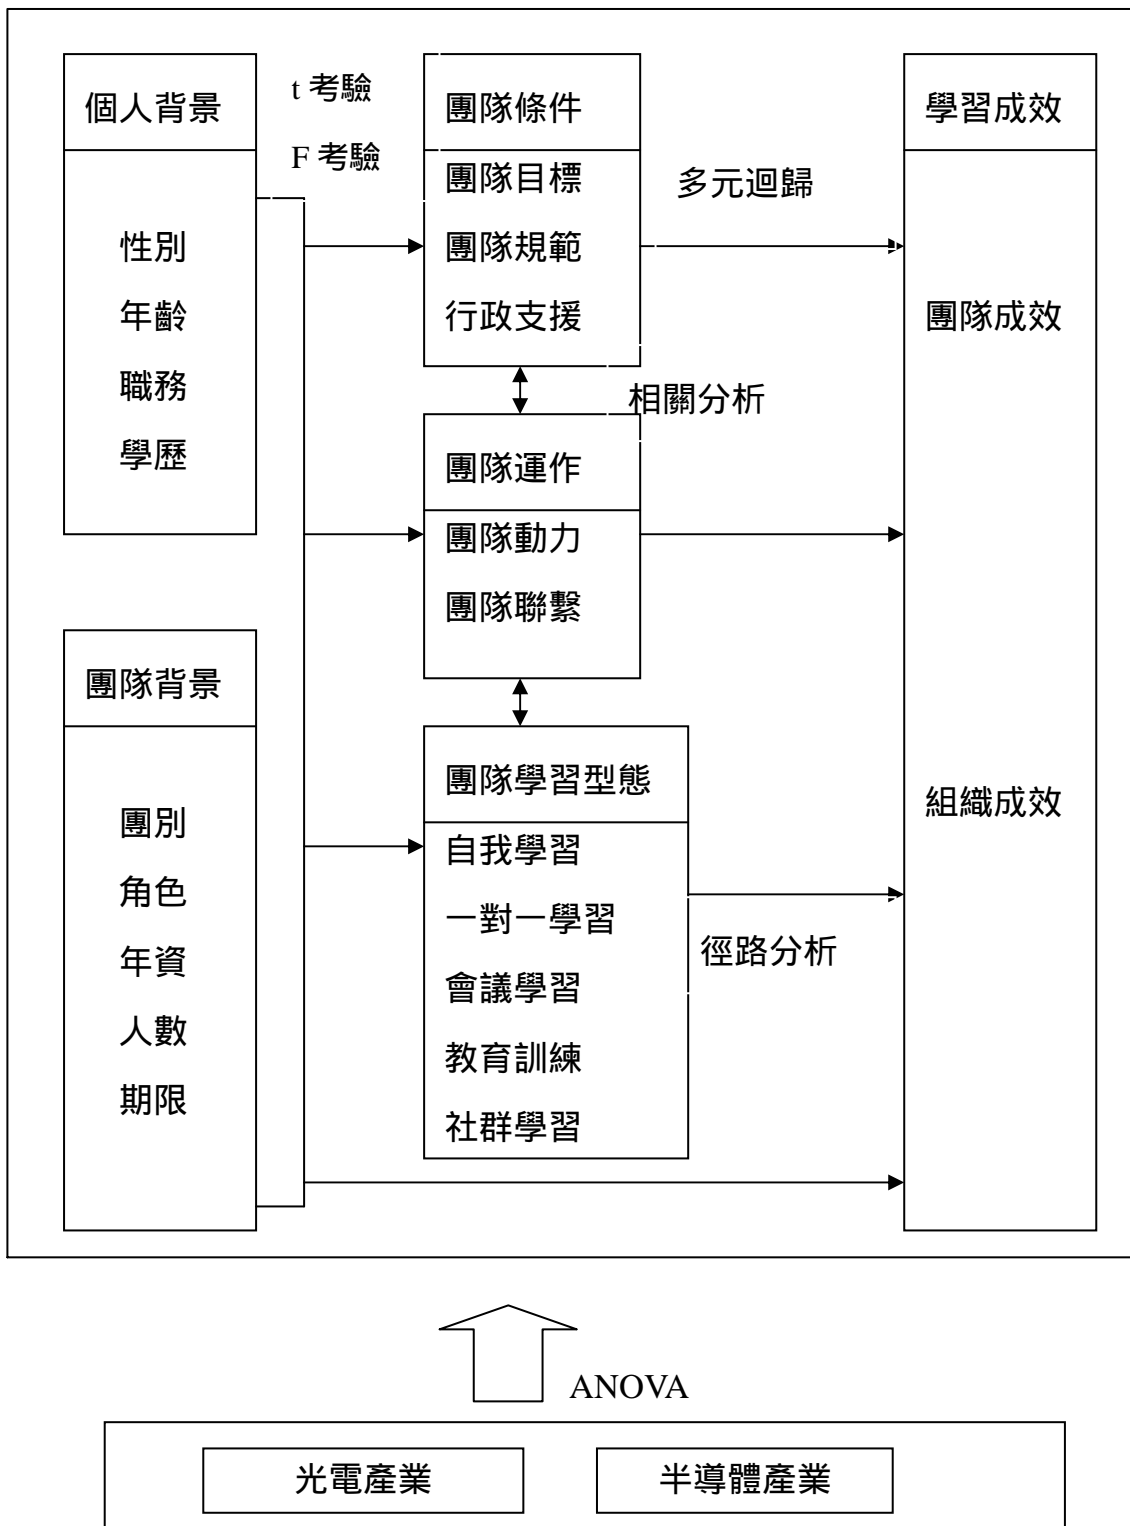 個人背景
性別
年齡
職務
學歷
團隊背景
團別
角色
年資
人數
期限
t 考驗
F 考驗
團隊條件
團隊目標
團隊規範
行政支援
多元迴歸
相關分析
團隊運作
團隊動力
團隊聯繫
團隊學習型態
自我學習
一對一學習
會議學習
教育訓練
社群學習
徑路分析
學習成效
團隊成效
組織成效
ANOVA
光電產業
半導體產業